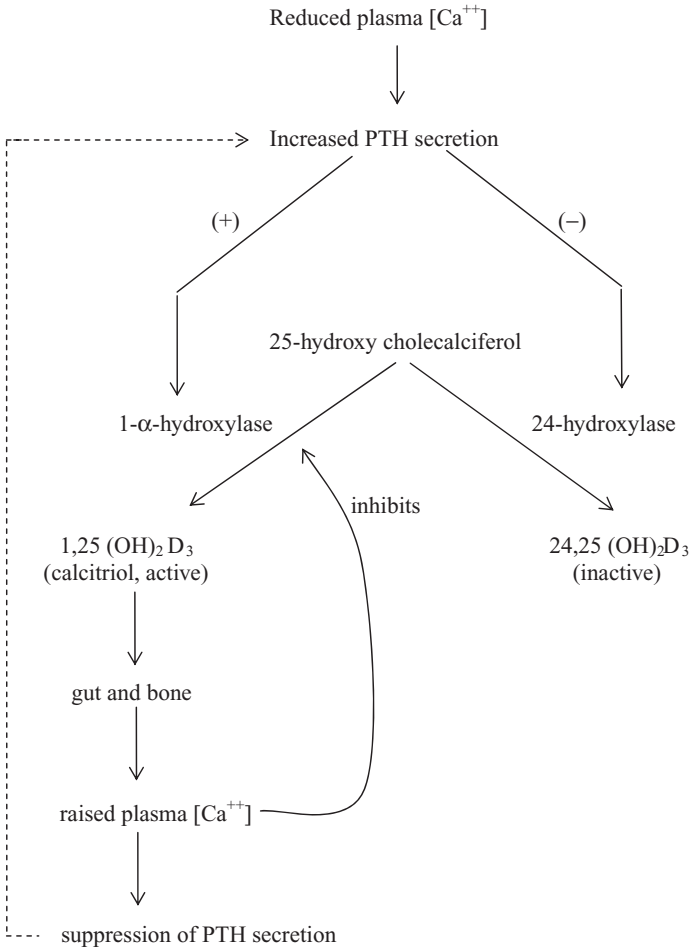 Reduced plasma [Ca⁺⁺]
Increased PTH secretion
(+)
(−)
25-hydroxy cholecalciferol
1-α-hydroxylase
24-hydroxylase
inhibits
1,25 (OH)₂ D₃
(calcitriol, active)
24,25 (OH)₂D₃
(inactive)
gut and bone
raised plasma [Ca⁺⁺]
suppression of PTH secretion